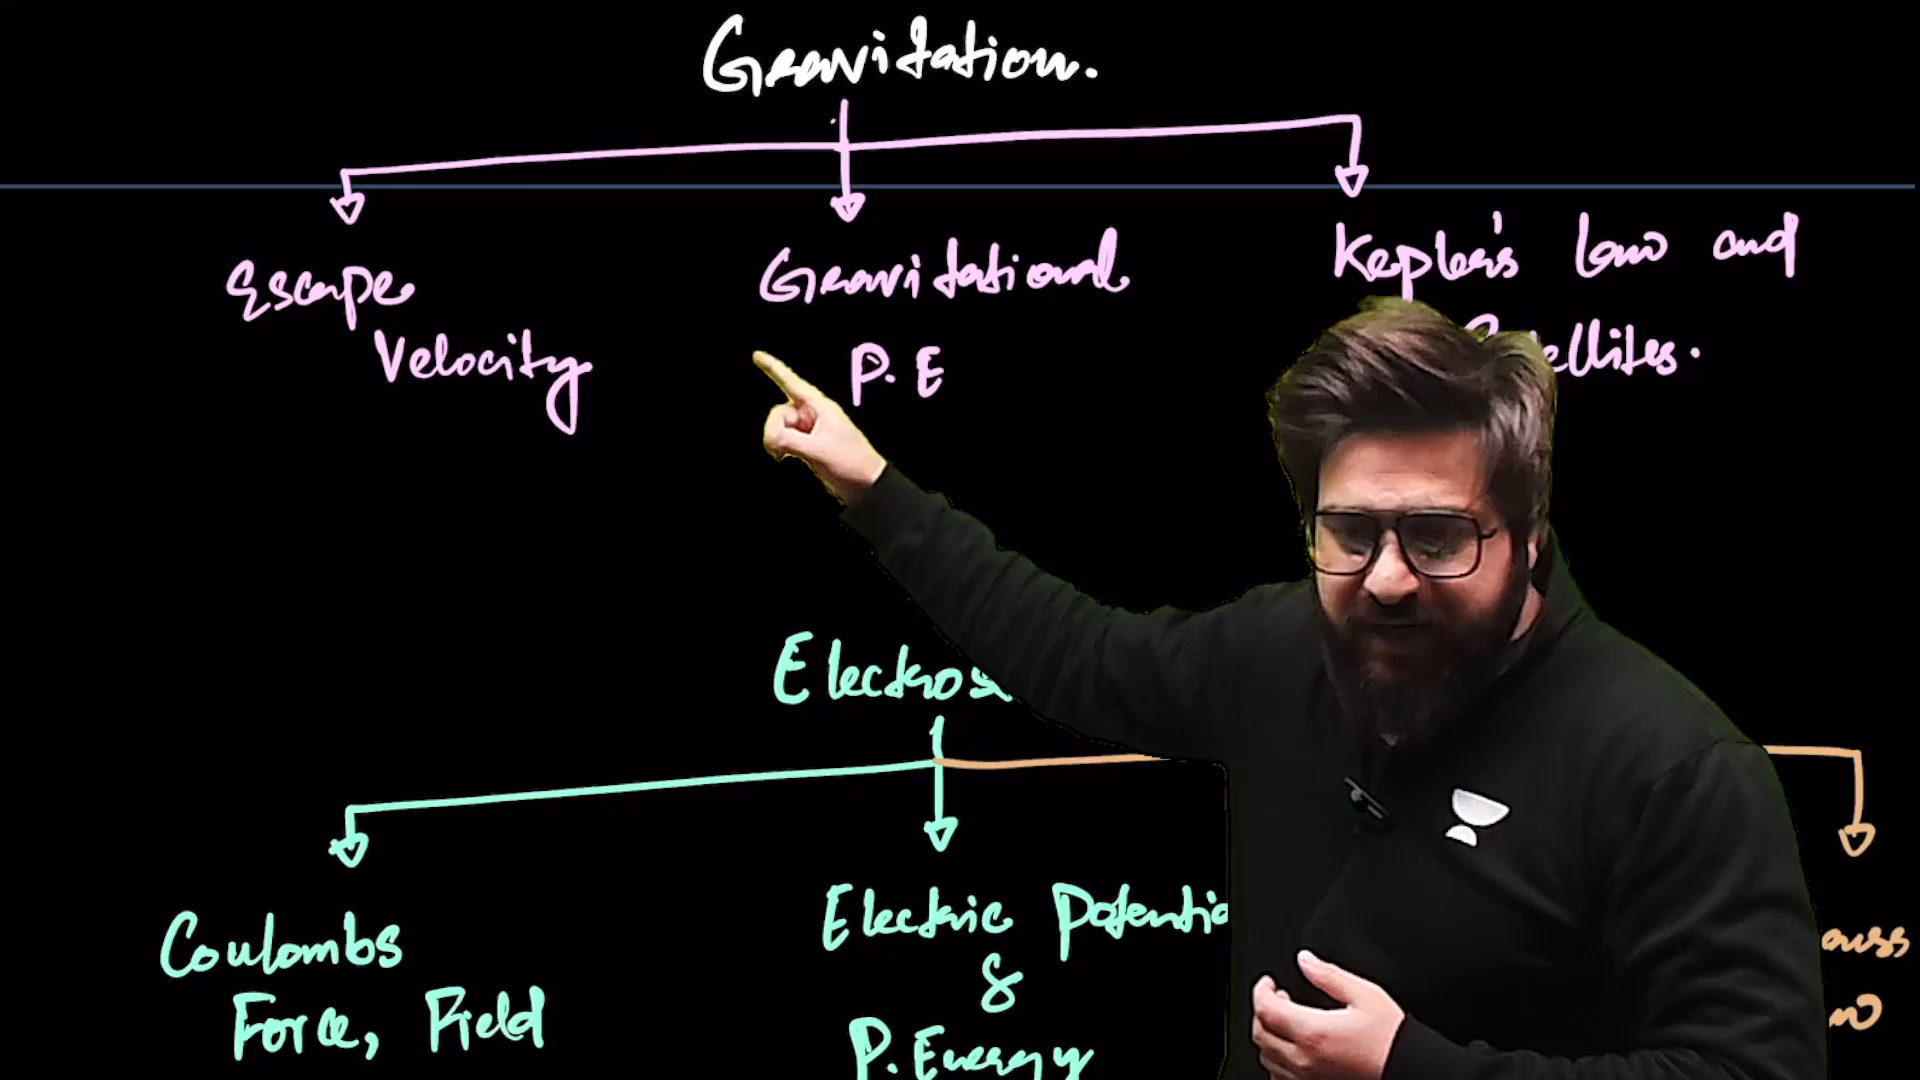 Gravitation.
Escape
Velocity
Gravitational
P.E
Kepler's law and
ellites.
Electros
Coulombs
Force, Field
Electric Potentia
&
P. Energy
auss